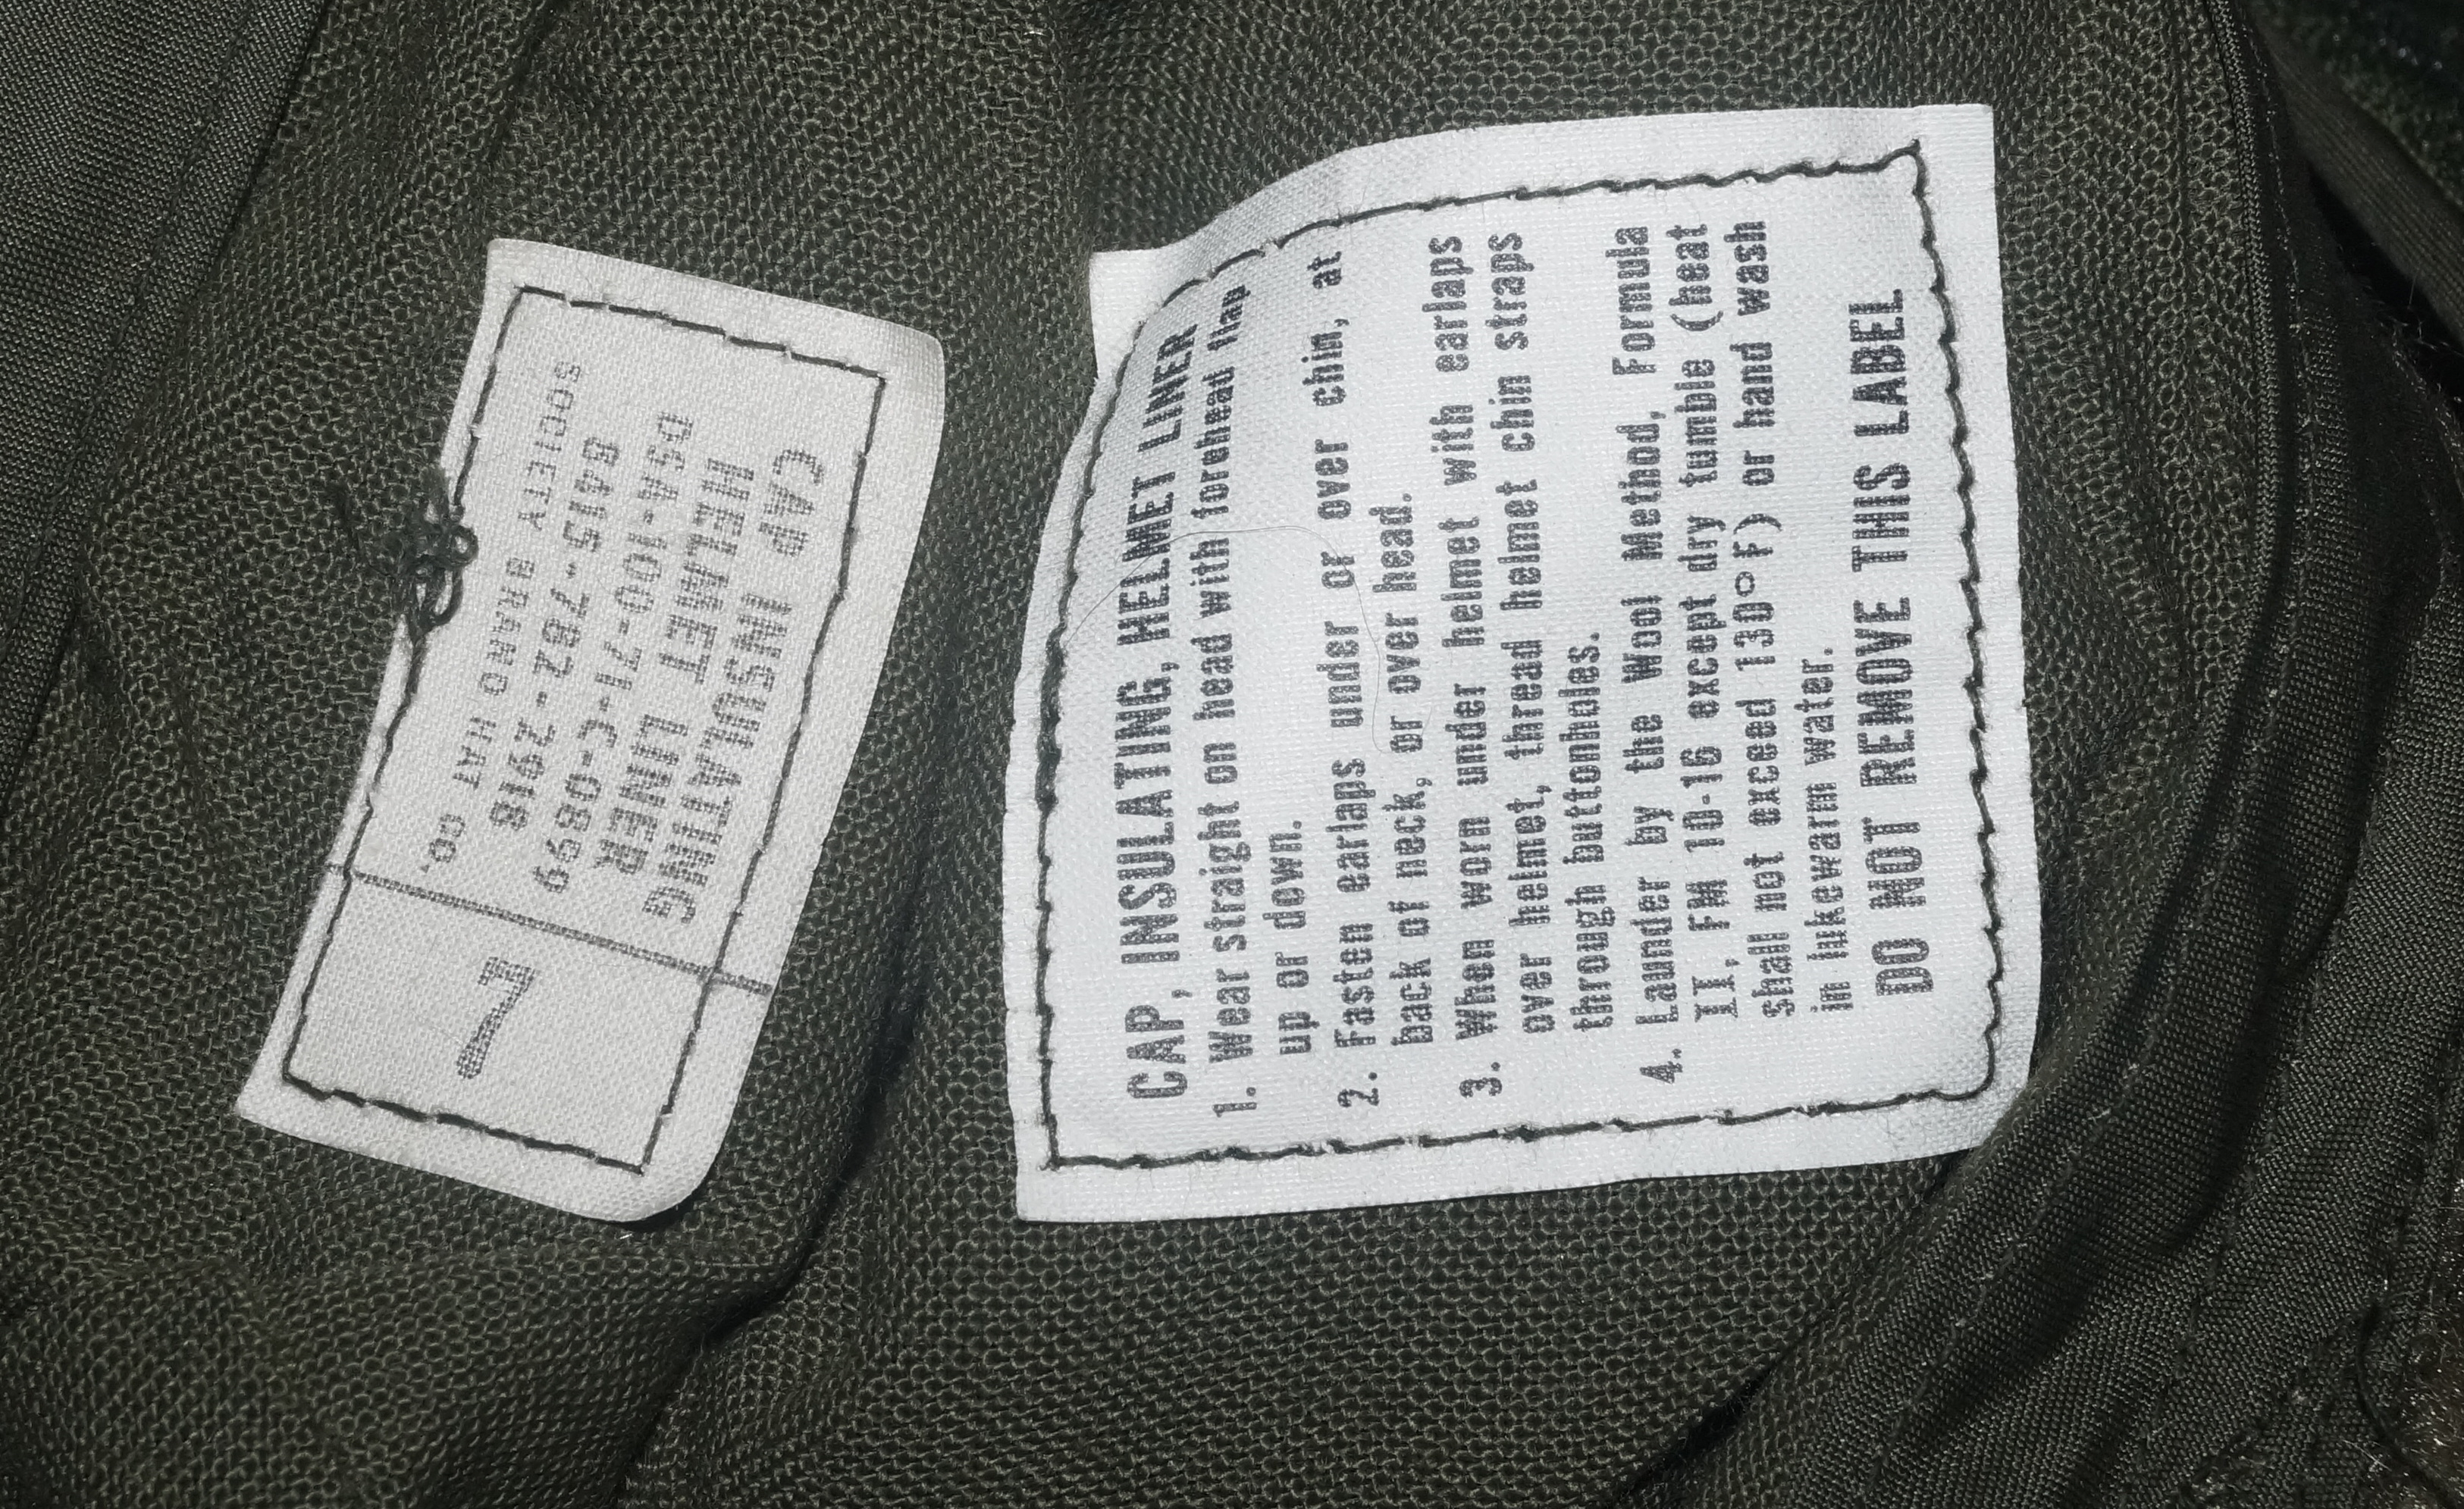 CAP INSULATING
HELMET LINER
DSA-100-71-C-0899
8415-782-2918
SOCIETY BRAND HAT CO.
7
CAP, INSULATING, HELMET LINER
1. Wear straight on head with forehead flap
up or down.
2. Fasten earlaps under or over chin, at
back of neck, or over head.
3. When worn under helmet with earlaps
over helmet, thread helmet chin straps
through buttonholes.
4. Launder by the Wool Method, Formula
II, FM 10-16 except dry tumble (heat
shall not exceed 130°F) or hand wash
in lukewarm water.
DO NOT REMOVE THIS LABEL